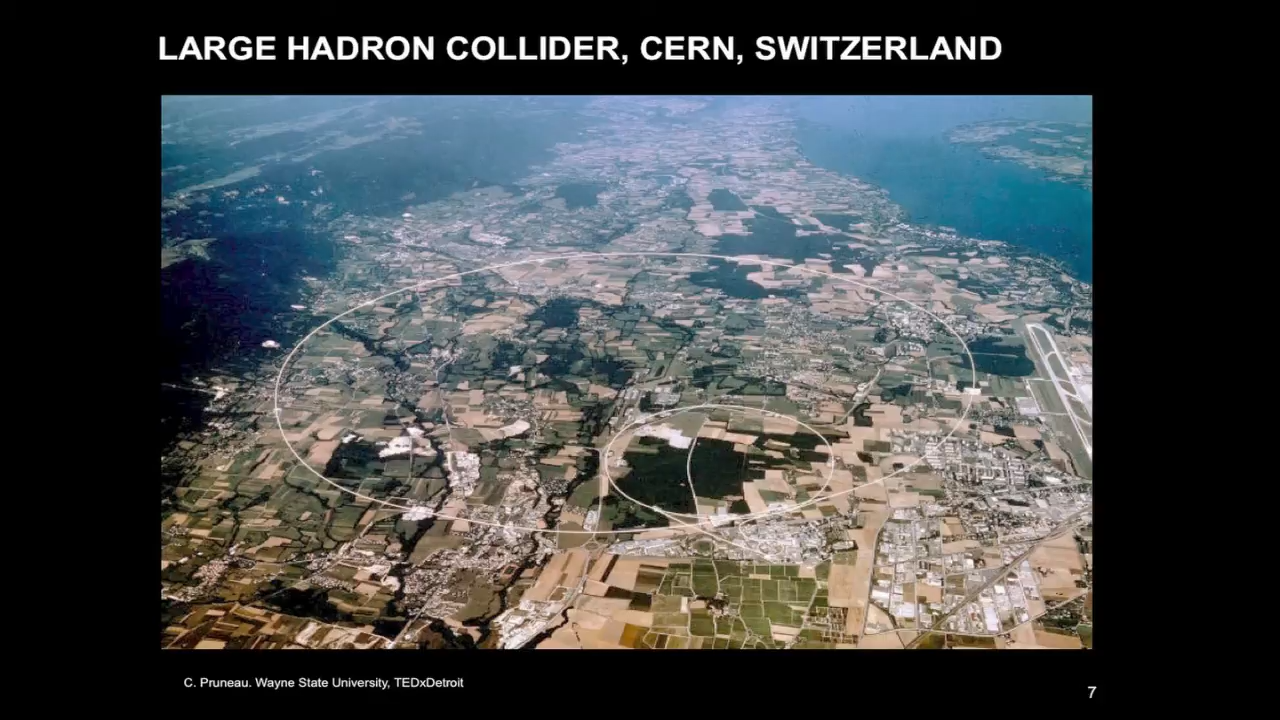 LARGE HADRON COLLIDER, CERN, SWITZERLAND
C. Pruneau. Wayne State University, TEDxDetroit
7